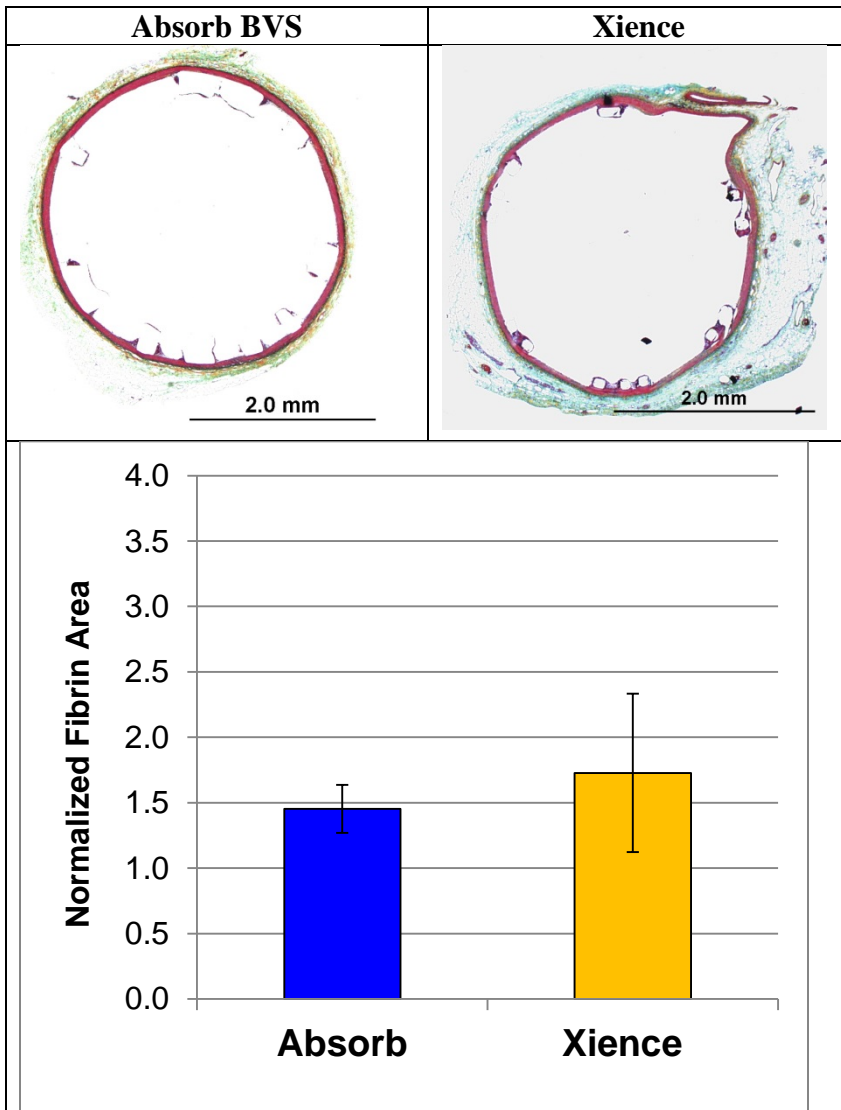 Absorb BVS
Xience
2.0 mm
2.0 mm
4.0
3.5
3.0
2.5
2.0
1.5
1.0
0.5
0.0
Normalized Fibrin Area
Absorb
Xience